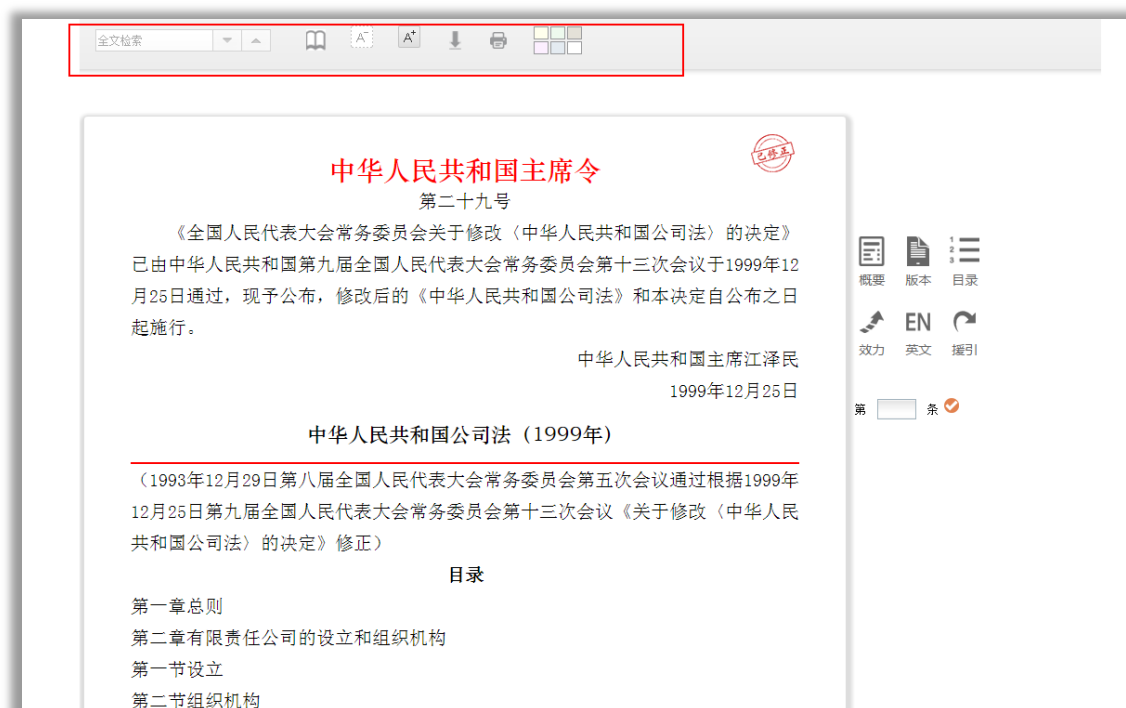 全文检索
A-
A+
已修正
中华人民共和国主席令
第二十九号
《全国人民代表大会常务委员会关于修改〈中华人民共和国公司法〉的决定》
已由中华人民共和国第九届全国人民代表大会常务委员会第十三次会议于1999年12
月25日通过，现予公布，修改后的《中华人民共和国公司法》和本决定自公布之日
起施行。
中华人民共和国主席江泽民
1999年12月25日
中华人民共和国公司法（1999年）
（1993年12月29日第八届全国人民代表大会常务委员会第五次会议通过根据1999年
12月25日第九届全国人民代表大会常务委员会第十三次会议《关于修改〈中华人民
共和国公司法〉的决定》修正）
目录
第一章总则
第二章有限责任公司的设立和组织机构
第一节设立
第二节组织机构
1
2
3
概要 版本 目录
EN
效力 英文 援引
第 条